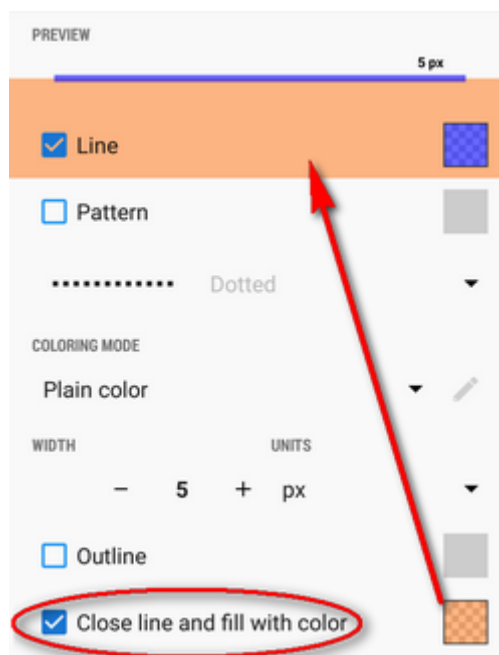 PREVIEW
5 px
Line
Pattern
Dotted
COLORING MODE
Plain color
WIDTH UNITS
− 5 + px
Outline
Close line and fill with color